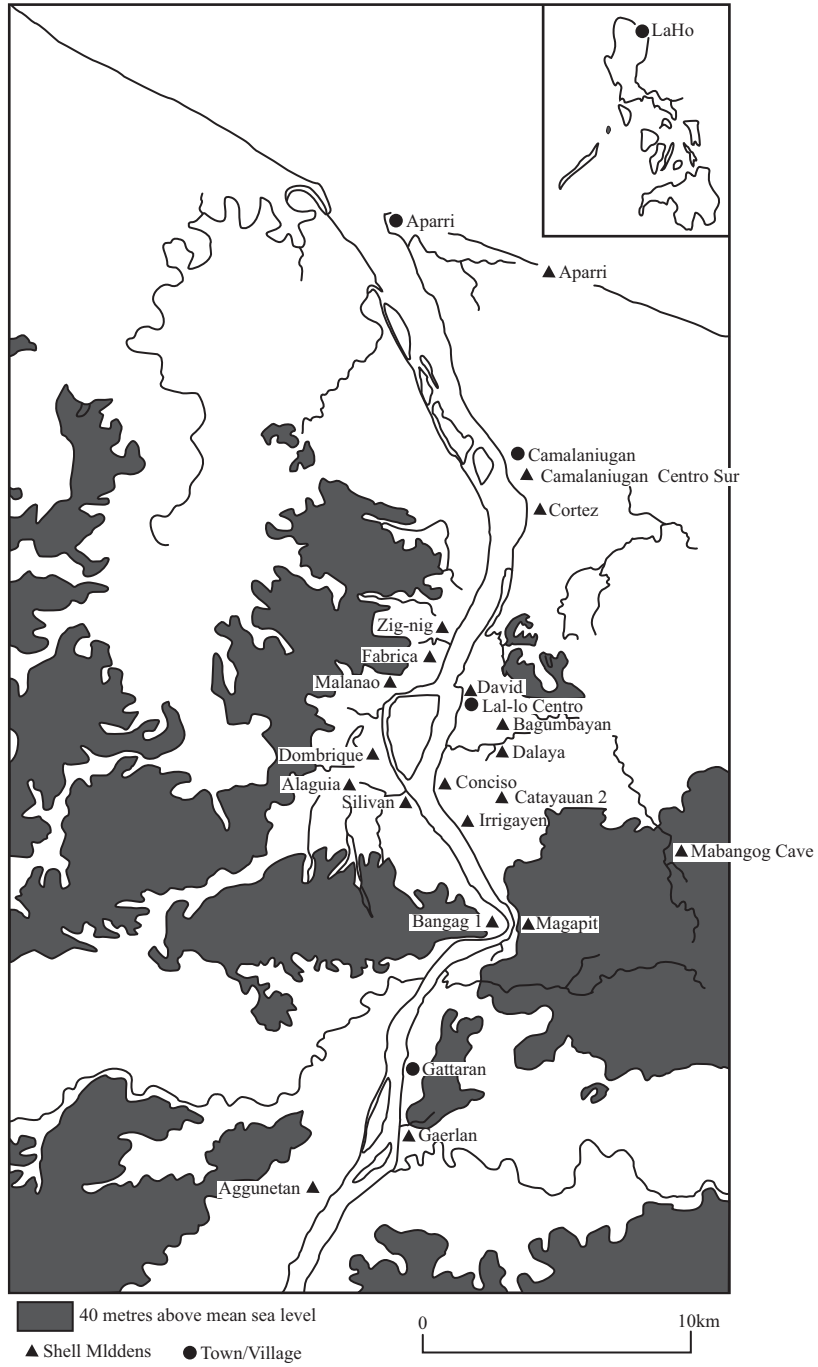 LaHo
Aparri
Aparri
Camalaniugan
Camalaniugan Centro Sur
Cortez
Zig-nig
Fabrica
Malanao
David
Lal-lo Centro
Bagumbayan
Dombrique
Dalaya
Alaguia
Conciso
Silivan
Catayauan 2
Irrigayen
Mabangog Cave
Bangag 1
Magapit
Gattaran
Gaerlan
Aggunetan
40 metres above mean sea level
0
10km
Shell MIddens
Town/Village